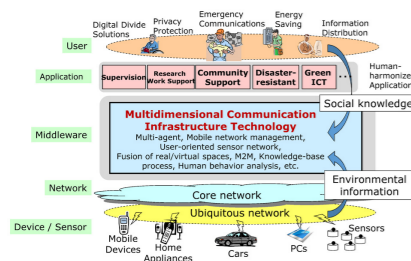 Digital Divide
Solutions
Privacy
Protection
Emergency
Communications
Energy
Saving
Information
Distribution
User
Application
Supervision
Research
Work Support
Community
Support
Disaster-
resistant
Green
ICT
...
Human-
harmonized
Application
Social knowledge
Middleware
Multidimensional Communication
Infrastructure Technology
Multi-agent, Mobile network management,
User-oriented sensor network,
Fusion of real/virtual spaces, M2M, Knowledge-base
process, Human behavior analysis, etc.
Environmental
information
Network
Core network
Ubiquitous network
Device / Sensor
Mobile
Devices
Home
Appliances
Cars
PCs
Sensors